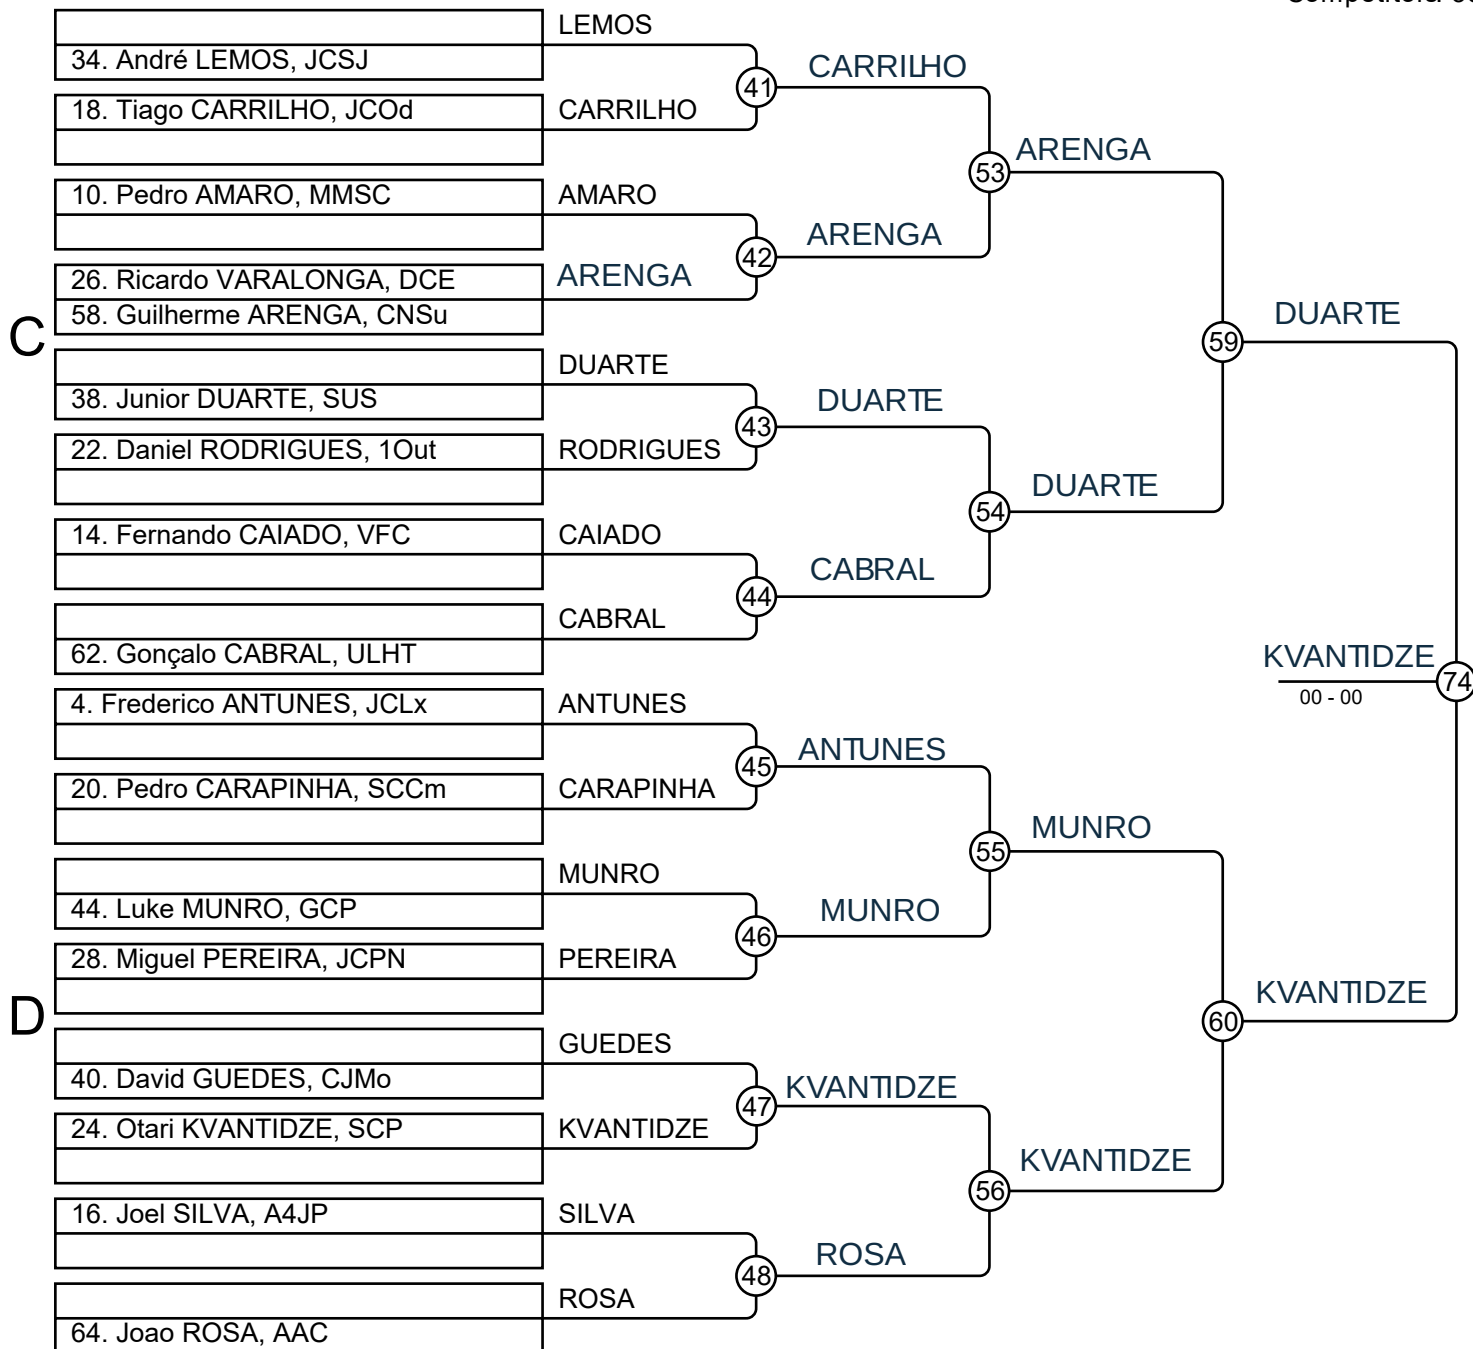 LEMOS
34. André LEMOS, JCSJ
CARRILHO
41
18. Tiago CARRILHO, JCOd
CARRILHO
ARENGA
53
10. Pedro AMARO, MMSC
AMARO
ARENGA
42
26. Ricardo VARALONGA, DCE
ARENGA
58. Guilherme ARENGA, CNSu
C
DUARTE
59
DUARTE
38. Junior DUARTE, SUS
DUARTE
43
22. Daniel RODRIGUES, 1Out
RODRIGUES
DUARTE
54
14. Fernando CAIADO, VFC
CAIADO
CABRAL
44
CABRAL
62. Gonçalo CABRAL, ULHT
KVANTIDZE
74
00 - 00
4. Frederico ANTUNES, JCLx
ANTUNES
ANTUNES
45
20. Pedro CARAPINHA, SCCm
CARAPINHA
MUNRO
55
MUNRO
44. Luke MUNRO, GCP
MUNRO
46
28. Miguel PEREIRA, JCPN
PEREIRA
D
KVANTIDZE
60
GUEDES
40. David GUEDES, CJMo
KVANTIDZE
47
24. Otari KVANTIDZE, SCP
KVANTIDZE
KVANTIDZE
56
16. Joel SILVA, A4JP
SILVA
ROSA
48
ROSA
64. Joao ROSA, AAC